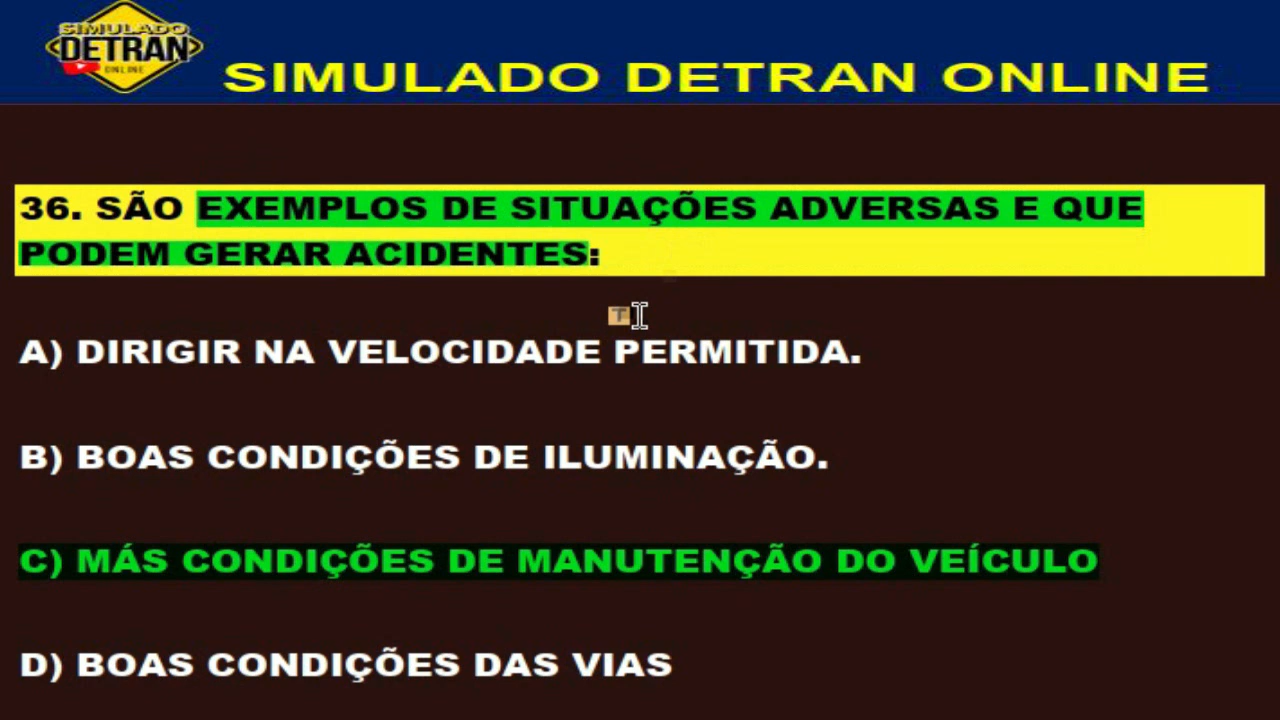 SIMULADO
DETRAN
ONLINE
SIMULADO DETRAN ONLINE
36. SÃO EXEMPLOS DE SITUAÇÕES ADVERSAS E QUE
PODEM GERAR ACIDENTES:
T
A) DIRIGIR NA VELOCIDADE PERMITIDA.
B) BOAS CONDIÇÕES DE ILUMINAÇÃO.
C) MÁS CONDIÇÕES DE MANUTENÇÃO DO VEÍCULO
D) BOAS CONDIÇÕES DAS VIAS